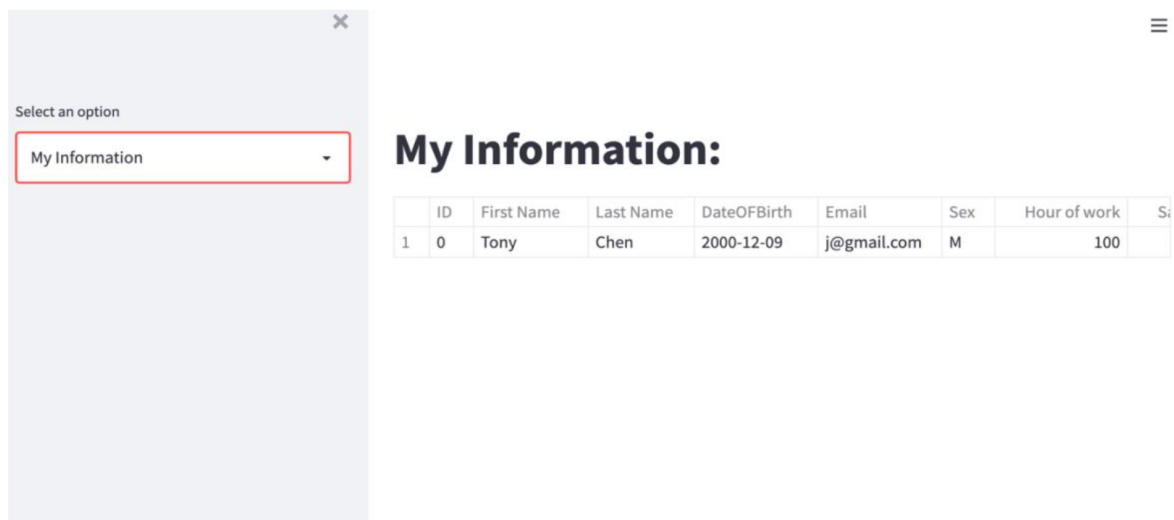 Select an option
My Information
My Information:
ID First Name Last Name DateOFBirth Email Sex Hour of work
1 0 Tony Chen 2000-12-09 j@gmail.com M 100